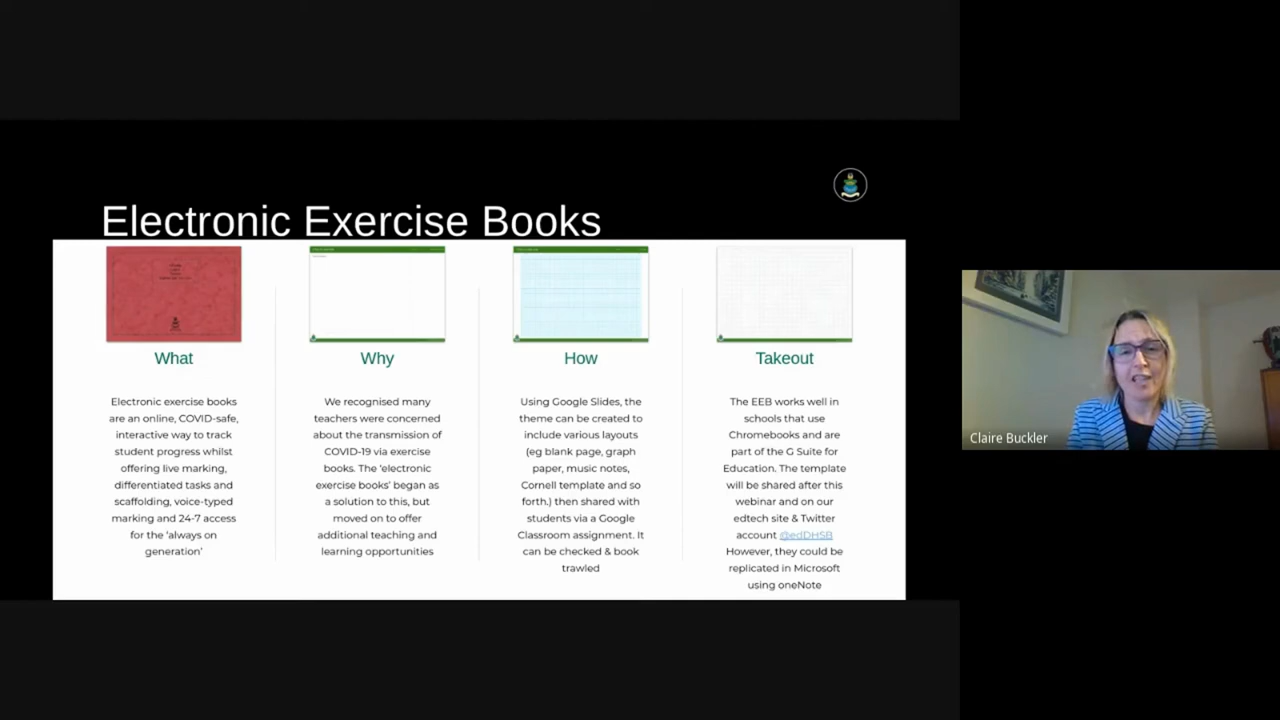 Electronic Exercise Books
What
Electronic exercise books
are an online, COVID-safe,
interactive way to track
student progress whilst
offering live marking,
differentiated tasks and
scaffolding, voice-typed
marking and 24-7 access
for the 'always on
generation'
Why
We recognised many
teachers were concerned
about the transmission of
COVID-19 via exercise
books. The 'electronic
exercise books' began as
a solution to this, but
moved on to offer
additional teaching and
learning opportunities
How
Using Google Slides, the
theme can be created to
include various layouts
(eg blank page, graph
paper, music notes,
Cornell template and so
forth.) then shared with
students via a Google
Classroom assignment. It
can be checked & book
trawled
Takeout
The EEB works well in
schools that use
Chromebooks and are
part of the G Suite for
Education. The template
will be shared after this
webinar and on our
edtech site & Twitter
account @edDHSB
However, they could be
replicated in Microsoft
using oneNote
Claire Buckler